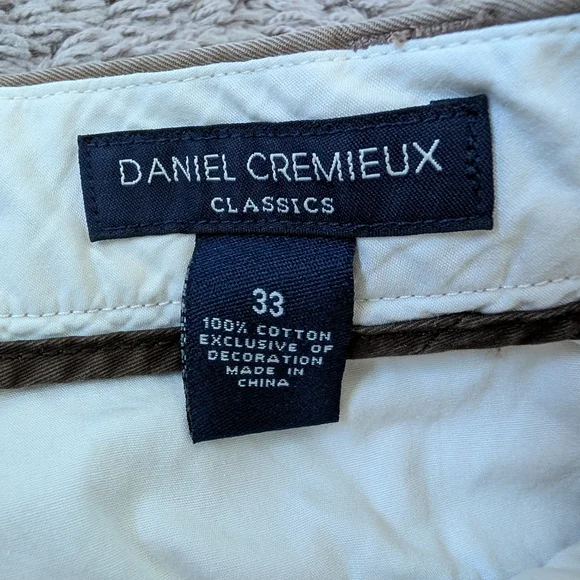 DANIEL CREMIEUX
CLASSICS
33
100% COTTON
EXCLUSIVE OF
DECORATION
MADE IN
CHINA